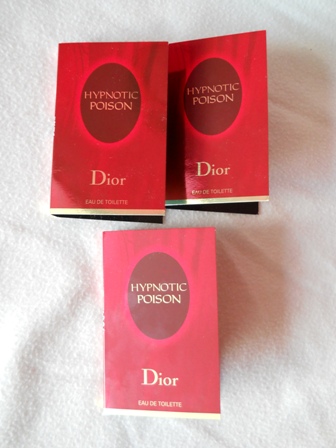 HYPNOTIC
POISON
Dior
EAU DE TOILETTE
HYPNOTIC
POISON
Dior
EAU DE TOILETTE
HYPNOTIC
POISON
Dior
EAU DE TOILETTE